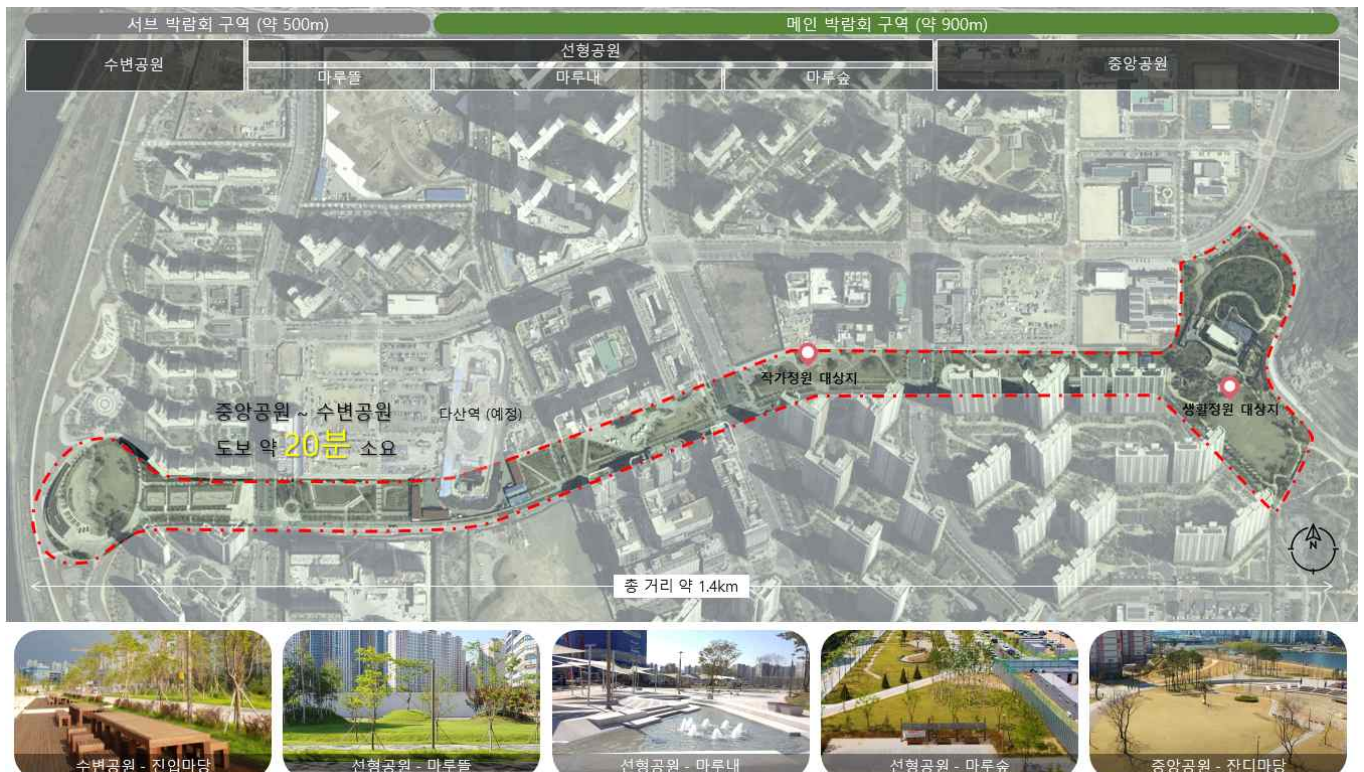 서브 박람회 구역 (약 500m)
메인 박람회 구역 (약 900m)
수변공원
선형공원
중앙공원
마루뜰
마루내
마루숲
작가정원 대상지
생활정원 대상지
중앙공원 ~ 수변공원
도보 약 20분 소요
다산역 (예정)
N
총 거리 약 1.4km
수변공원 - 진입마당
선형공원 - 마루뜰
선형공원 - 마루내
선형공원 - 마루숲
중앙공원 - 잔디마당